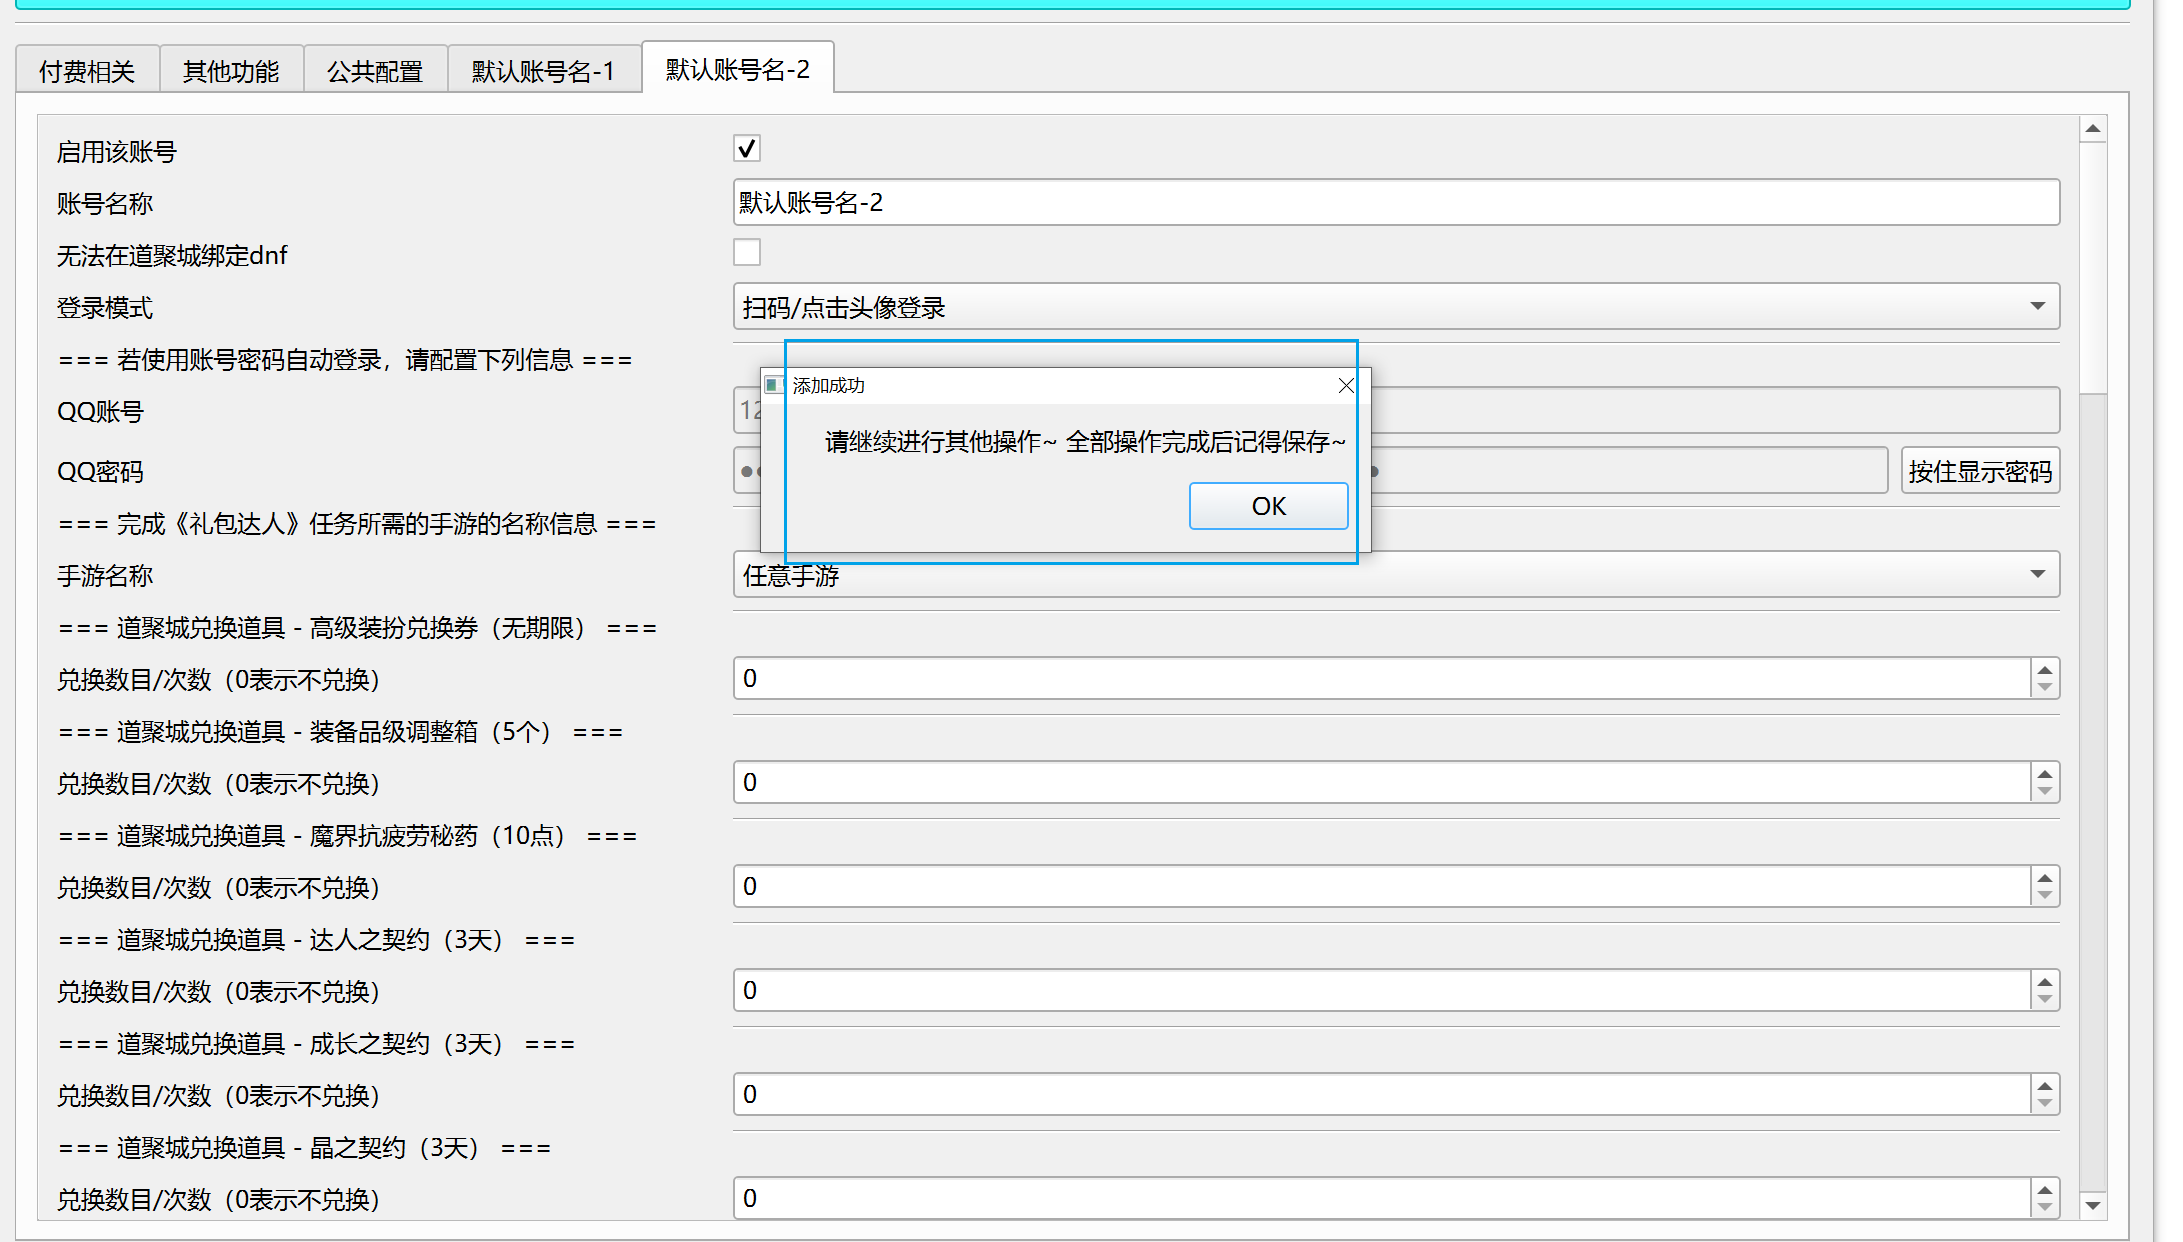 付费相关
其他功能
公共配置
默认账号名-1
默认账号名-2
启用该账号
账号名称
默认账号名-2
无法在道聚城绑定dnf
登录模式
扫码/点击头像登录
=== 若使用账号密码自动登录，请配置下列信息 ===
添加成功
QQ账号
12
请继续进行其他操作~ 全部操作完成后记得保存~
QQ密码
按住显示密码
OK
=== 完成《礼包达人》任务所需的手游的名称信息 ===
手游名称
任意手游
=== 道聚城兑换道具 - 高级装扮兑换券（无期限） ===
兑换数目/次数（0表示不兑换）
0
=== 道聚城兑换道具 - 装备品级调整箱（5个） ===
兑换数目/次数（0表示不兑换）
0
=== 道聚城兑换道具 - 魔界抗疲劳秘药（10点） ===
兑换数目/次数（0表示不兑换）
0
=== 道聚城兑换道具 - 达人之契约（3天） ===
兑换数目/次数（0表示不兑换）
0
=== 道聚城兑换道具 - 成长之契约（3天） ===
兑换数目/次数（0表示不兑换）
0
=== 道聚城兑换道具 - 晶之契约（3天） ===
兑换数目/次数（0表示不兑换）
0